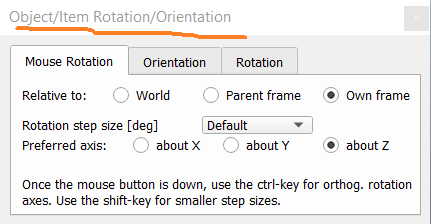 Object/Item Rotation/Orientation
Mouse Rotation Orientation Rotation
Relative to: World Parent frame Own frame
Rotation step size [deg] Default
Preferred axis: about X about Y about Z
Once the mouse button is down, use the ctrl-key for orthog. rotation
axes. Use the shift-key for smaller step sizes.